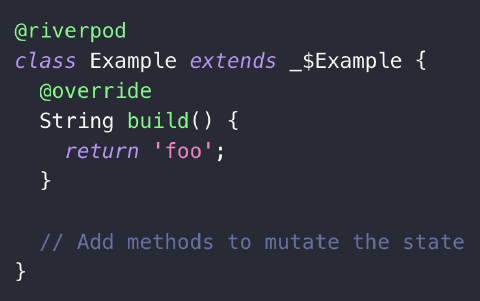 @riverpod
class Example extends _$Example {
  @override
  String build() {
    return 'foo';
  }

  // Add methods to mutate the state
}